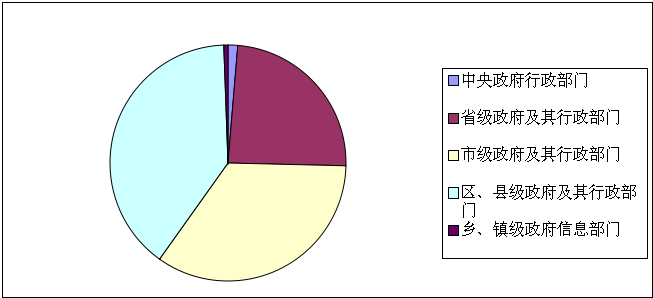 中央政府行政部门
省级政府及其行政部门
市级政府及其行政部门
区、县级政府及其行政部
门
乡、镇级政府信息部门